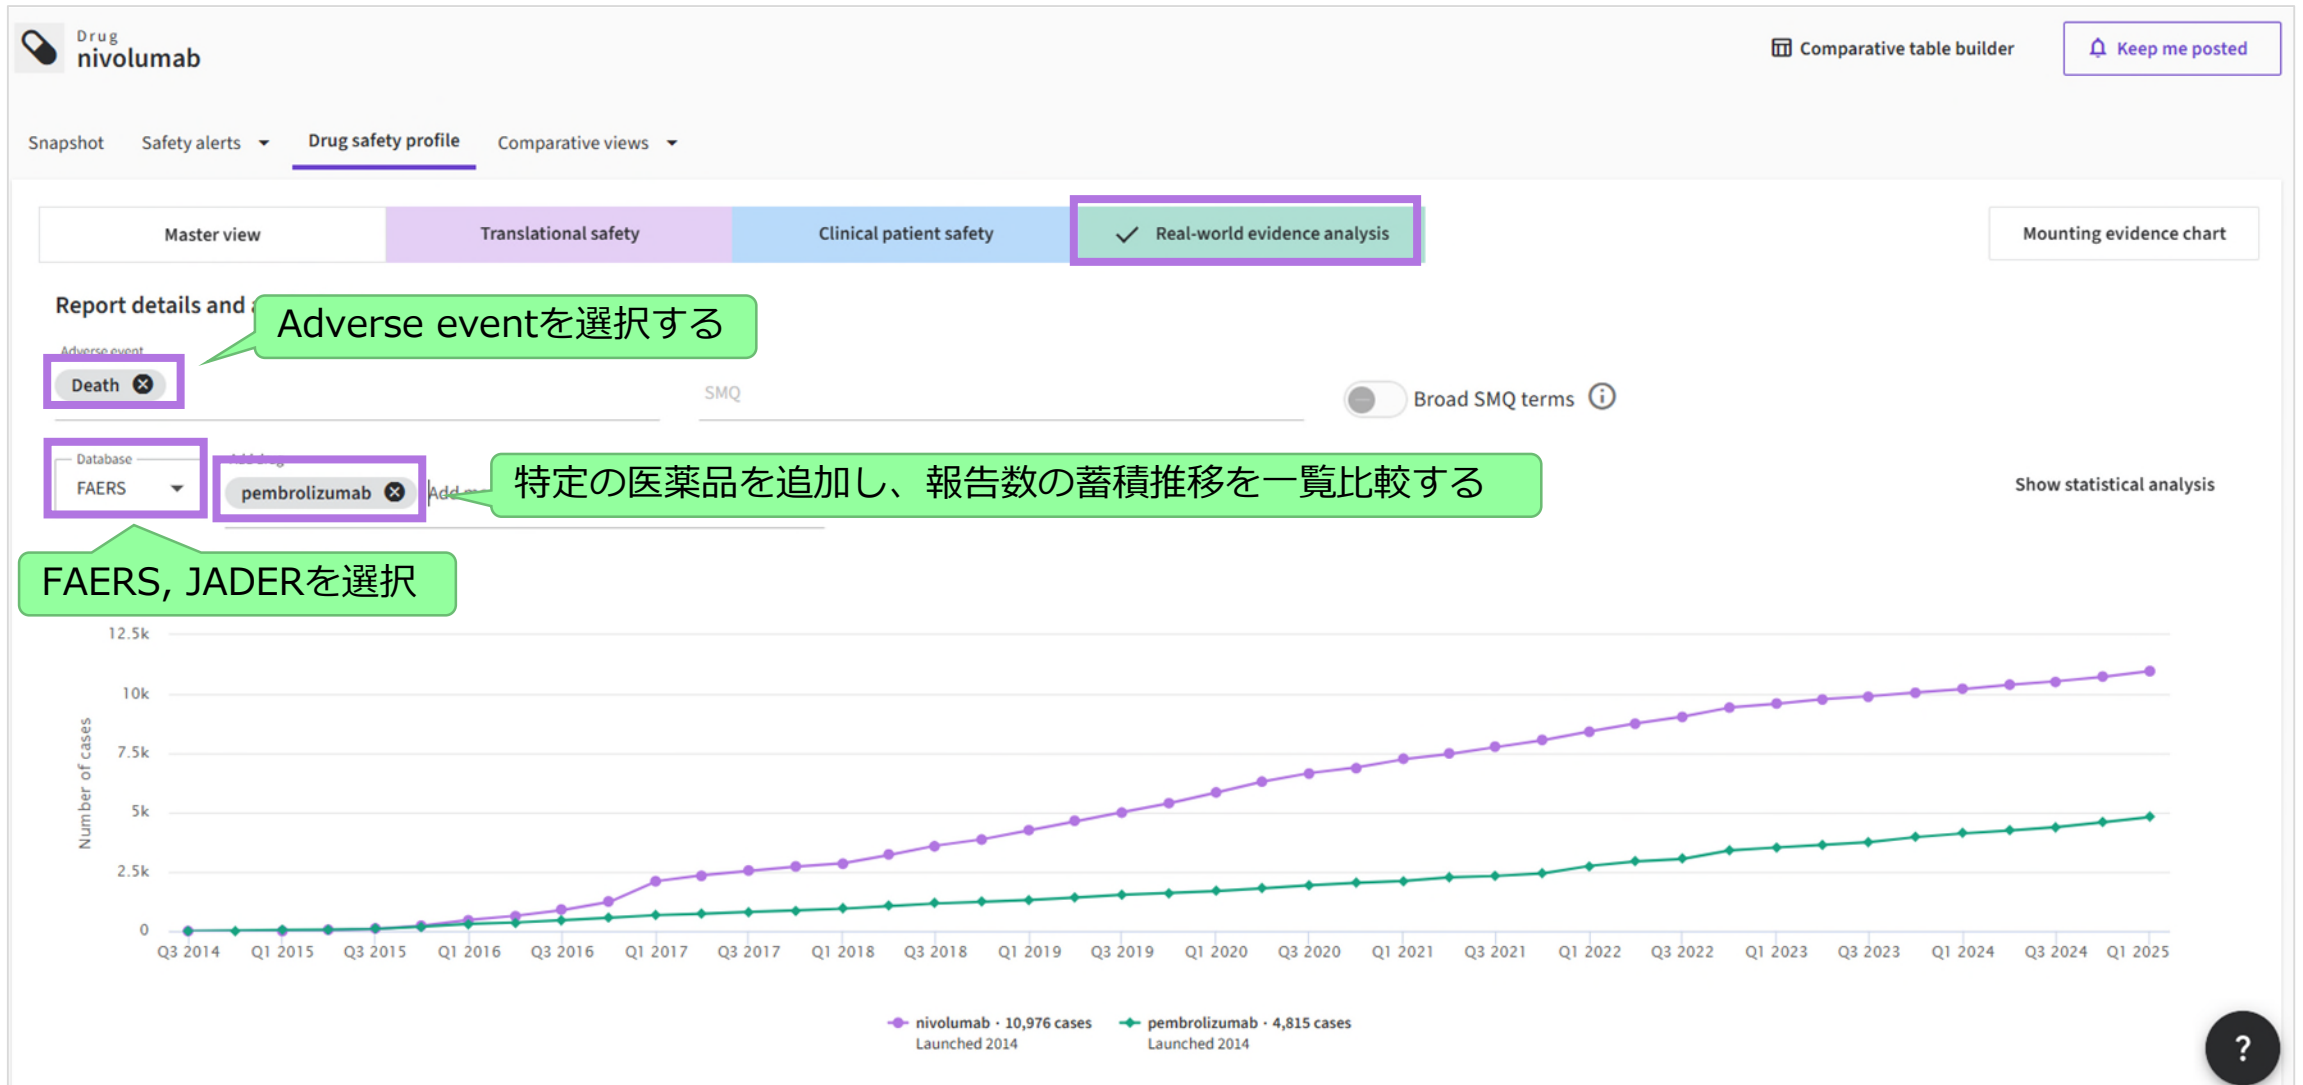 Drug
nivolumab
Comparative table builder
Keep me posted
Snapshot
Safety alerts
Drug safety profile
Comparative views
Master view
Translational safety
Clinical patient safety
Real-world evidence analysis
Mounting evidence chart
Report details and
Adverse eventを選択する
Adverse event
Death
SMQ
Broad SMQ terms
Database
FAERS
pembrolizumab
特定の医薬品を追加し、報告数の蓄積推移を一覧比較する
Show statistical analysis
FAERS, JADERを選択
12.5k
10k
7.5k
5k
2.5k
0
Number of cases
Q3 2014 Q1 2015 Q3 2015 Q1 2016 Q3 2016 Q1 2017 Q3 2017 Q1 2018 Q3 2018 Q1 2019 Q3 2019 Q1 2020 Q3 2020 Q1 2021 Q3 2021 Q1 2022 Q3 2022 Q1 2023 Q3 2023 Q1 2024 Q3 2024 Q1 2025
nivolumab · 10,976 cases
Launched 2014
pembrolizumab · 4,815 cases
Launched 2014
?